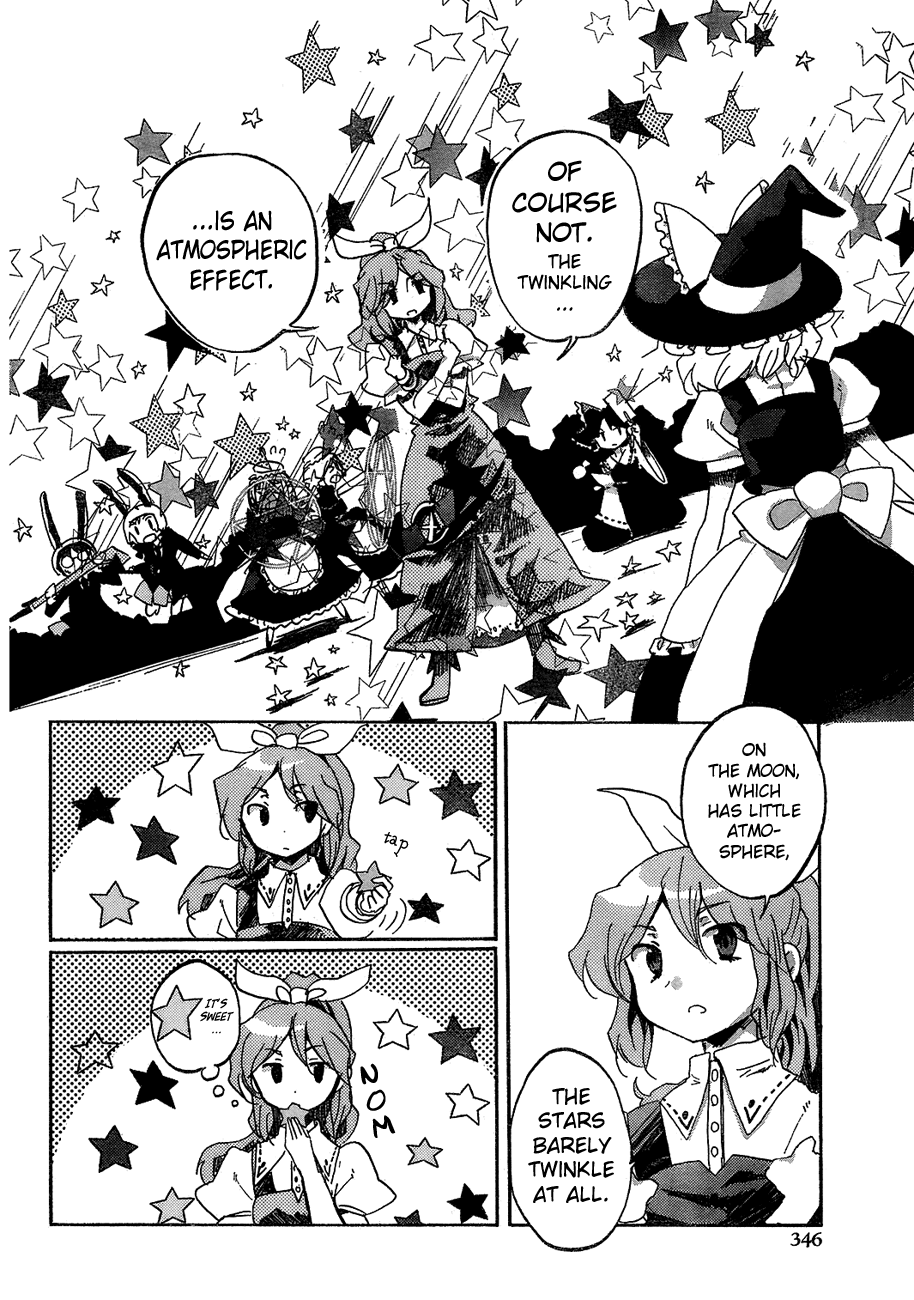 OF
COURSE
NOT.
THE
TWINKLING
...
...IS AN
ATMOSPHERIC
EFFECT.
ON
THE MOON,
WHICH
HAS LITTLE
ATMO-
SPHERE,
THE
STARS
BARELY
TWINKLE
AT ALL.
tap
IT'S
SWEET
...
NOM
346